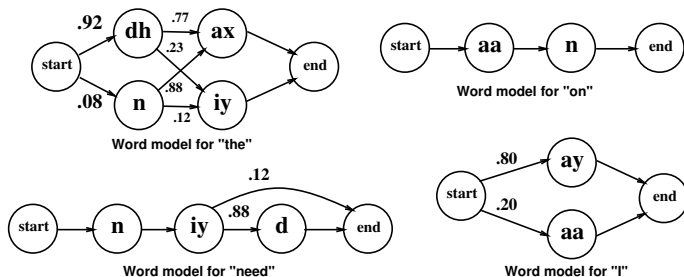 .92 dh .77 ax
.23
start end
.08 n .88 iy
.12
Word model for "the"
start aa n end
Word model for "on"
.12
start n iy .88 d end
Word model for "need"
.80 ay
start end
.20 aa
Word model for "I"